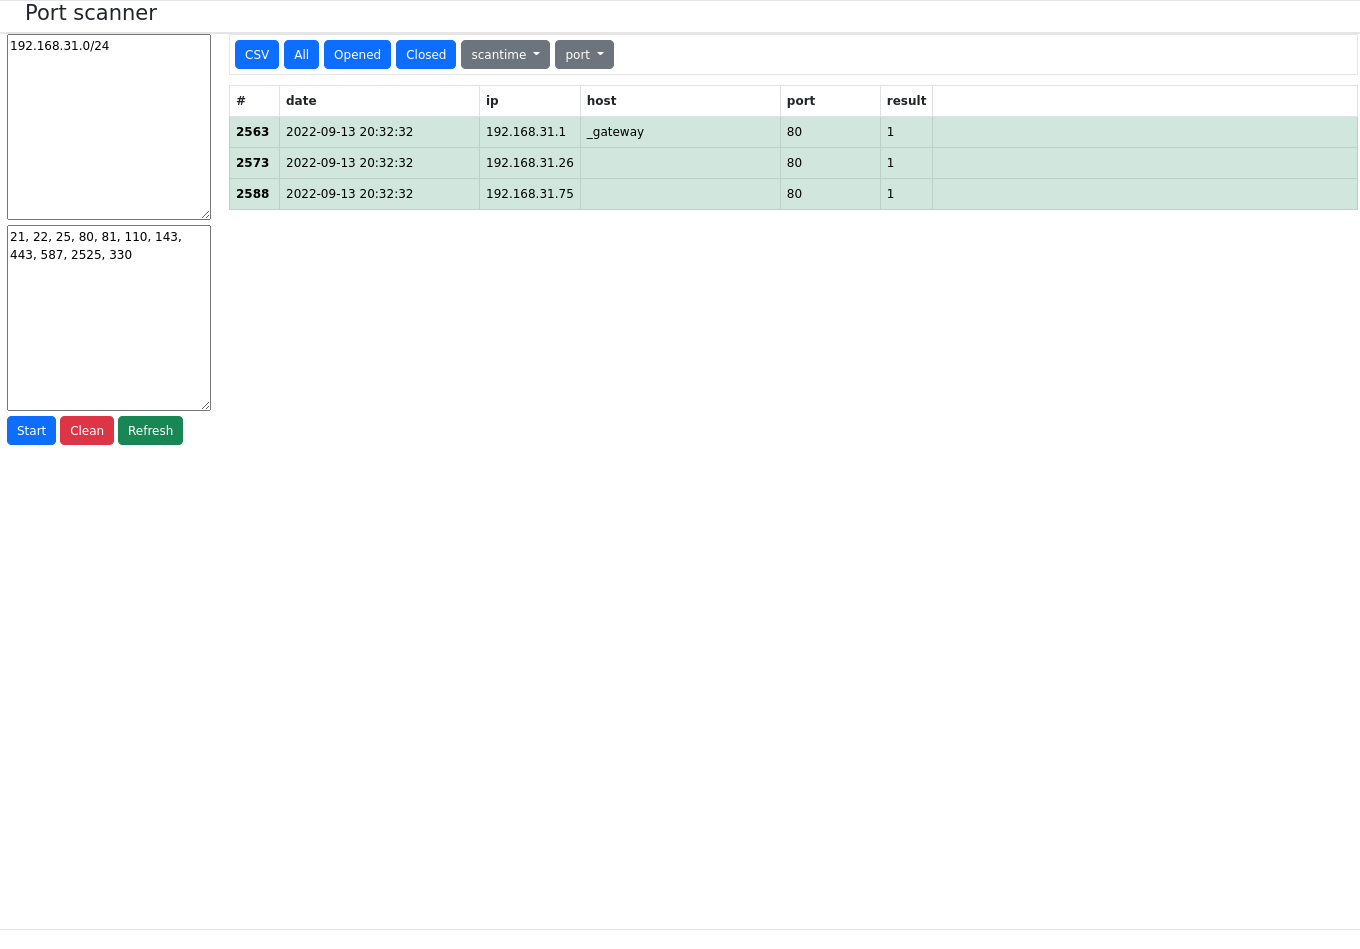 Port scanner
192.168.31.0/24
21, 22, 25, 80, 81, 110, 143,
443, 587, 2525, 330
Start Clean Refresh
CSV All Opened Closed scantime port
# date ip host port result
2563 2022-09-13 20:32:32 192.168.31.1 _gateway 80 1
2573 2022-09-13 20:32:32 192.168.31.26 80 1
2588 2022-09-13 20:32:32 192.168.31.75 80 1